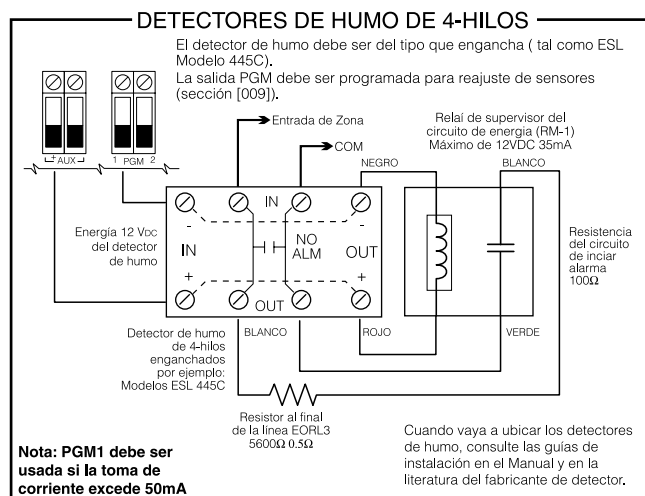 DETECTORES DE HUMO DE 4-HILOS
El detector de humo debe ser del tipo que engancha ( tal como ESL
Modelo 445C).
La salida PGM debe ser programada para reajuste de sensores
(sección [009]).
+ AUX -
1 PGM 2
Entrada de Zona
COM
Relaí de supervisor del
circuito de energia (RM-1)
Máximo de 12VDC 35mA
NEGRO
BLANCO
Energía 12 VDC
del detector
de humo
IN
-
-
IN
NO
ALM
OUT
+
+
OUT
Resistencia
del circuito
de inciar
alarma
100Ω
BLANCO
ROJO
VERDE
Detector de humo
de 4-hilos
enganchados
por ejemplo:
Modelos ESL 445C
Resistor al final
de la línea EORL3
5600Ω 0.5Ω
Nota: PGM1 debe ser
usada si la toma de
corriente excede 50mA
Cuando vaya a ubicar los detectores
de humo, consulte las guías de
instalación en el Manual y en la
literatura del fabricante de detector.